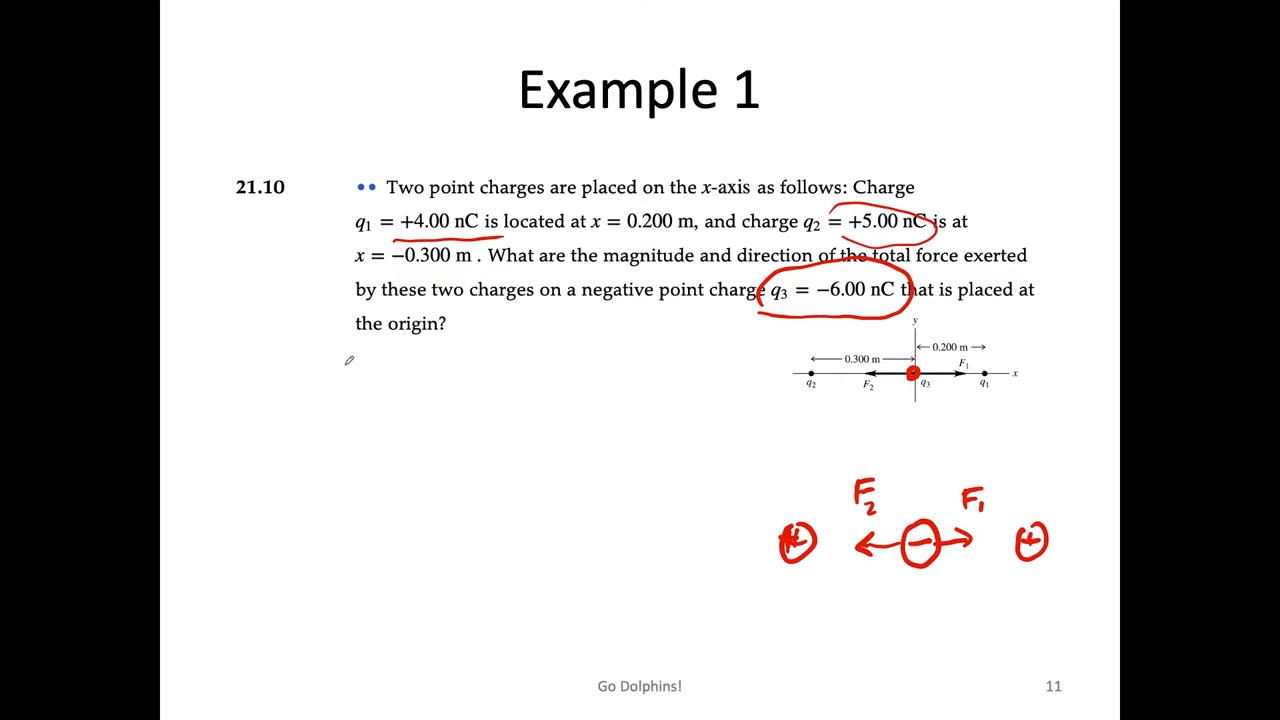 Example 1
21.10 •• Two point charges are placed on the x-axis as follows: Charge
q₁ = +4.00 nC is located at x = 0.200 m, and charge q₂ = +5.00 nC is at
x = −0.300 m . What are the magnitude and direction of the total force exerted
by these two charges on a negative point charge q₃ = −6.00 nC that is placed at
the origin?
y
0.200 m
0.300 m
F₁
x
q₂ F₂ q₃ q₁
F₂ F₁
+ − +
Go Dolphins! 11